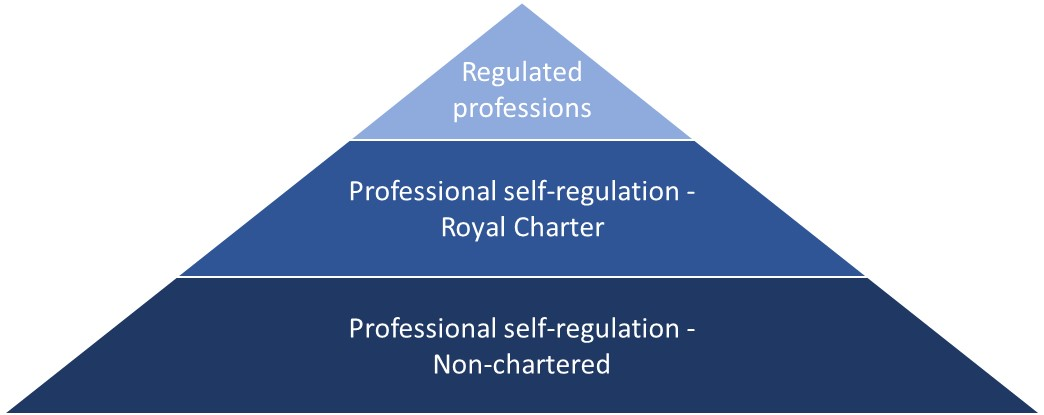 Regulated
professions
Professional self-regulation -
Royal Charter
Professional self-regulation -
Non-chartered